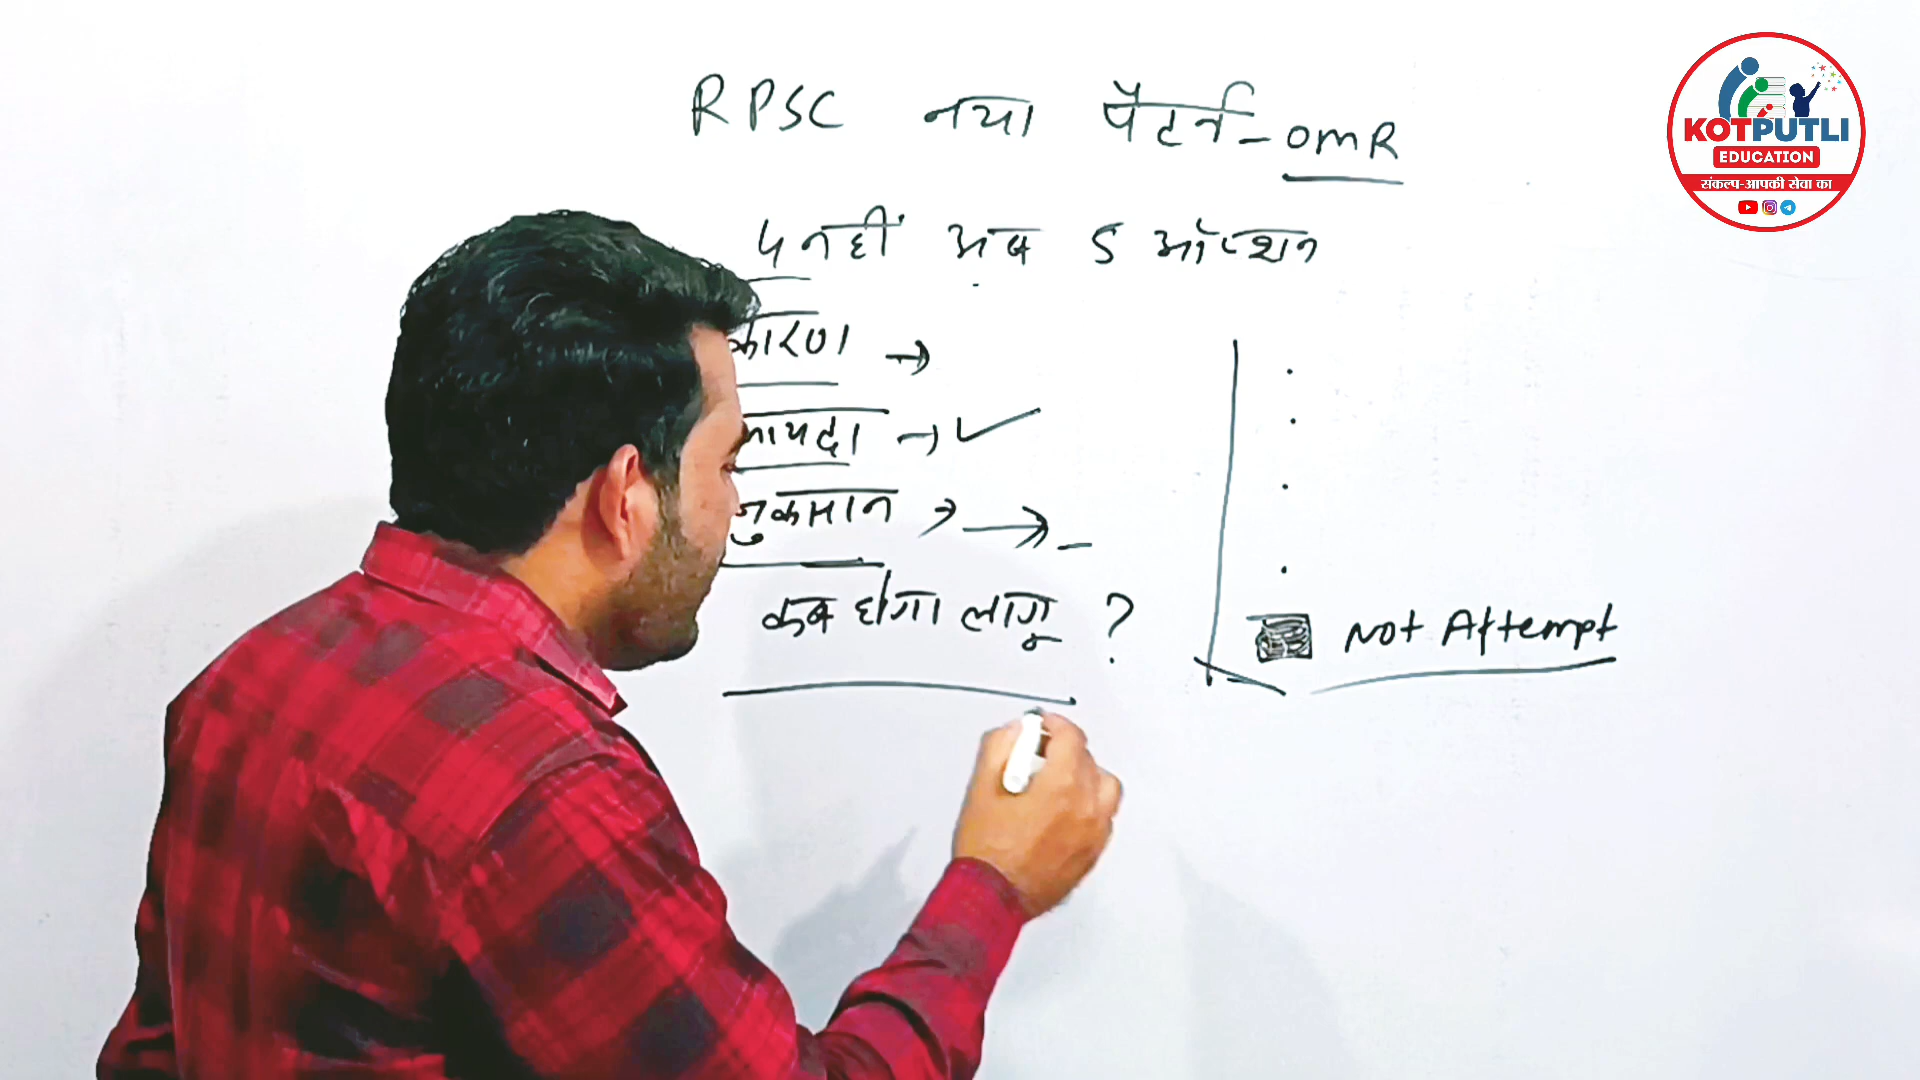 RPSC नया पैटर्न - OMR
4 नहीं अब 5 ऑप्शन
कारण →
फायदा → ✓
नुकसान → →
कब होगा लागू ?
Not Attempt
KOTPUTLI
EDUCATION
संकल्प-आपकी सेवा का